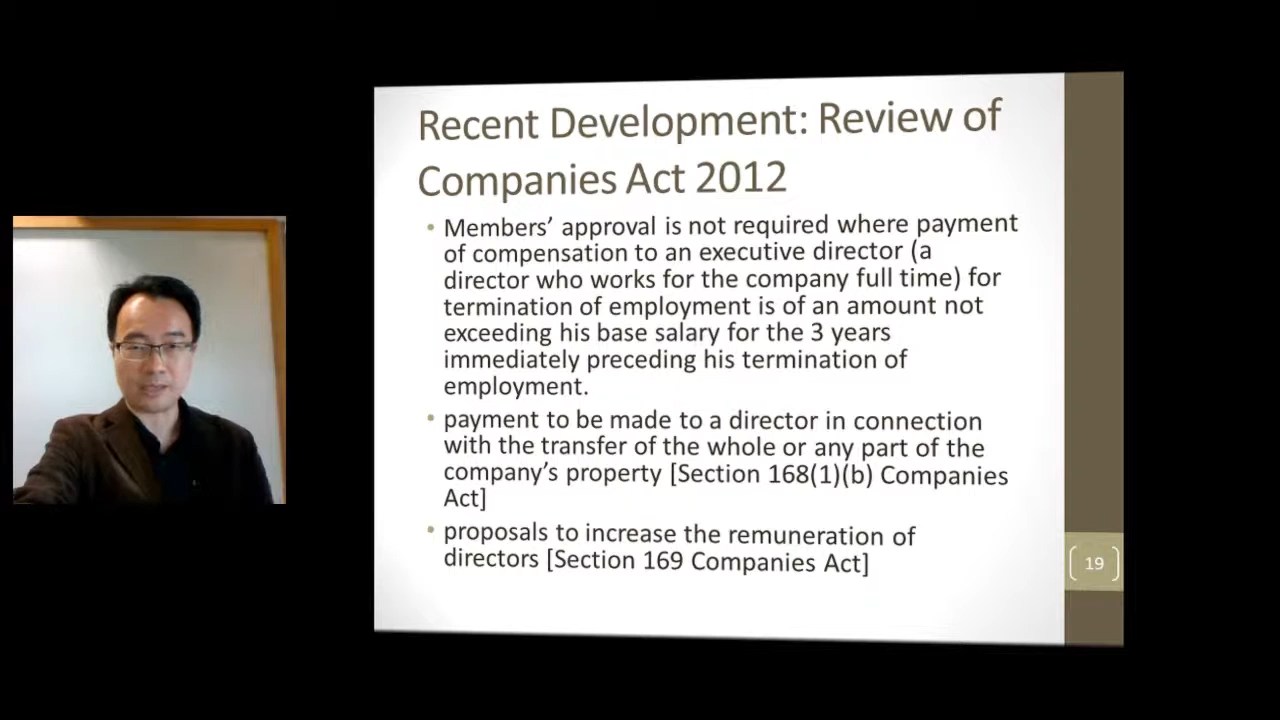 Recent Development: Review of
Companies Act 2012
• Members’ approval is not required where payment
of compensation to an executive director (a
director who works for the company full time) for
termination of employment is of an amount not
exceeding his base salary for the 3 years
immediately preceding his termination of
employment.
• payment to be made to a director in connection
with the transfer of the whole or any part of the
company’s property [Section 168(1)(b) Companies
Act]
• proposals to increase the remuneration of
directors [Section 169 Companies Act]
19